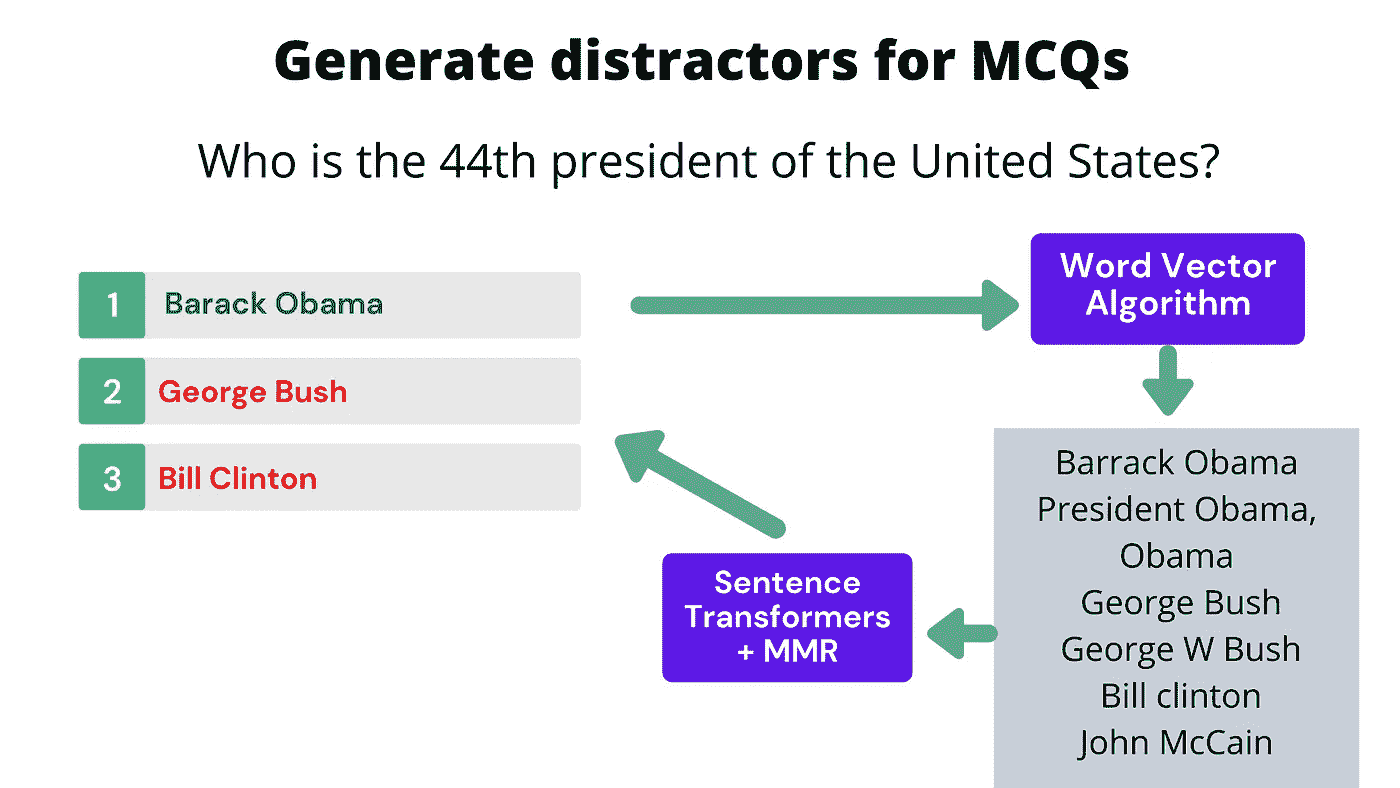 Generate distractors for MCQs
Who is the 44th president of the United States?
1 Barack Obama
2 George Bush
3 Bill Clinton
Word Vector
Algorithm
Barrack Obama
President Obama,
Obama
George Bush
George W Bush
Bill clinton
John McCain
Sentence
Transformers
+ MMR